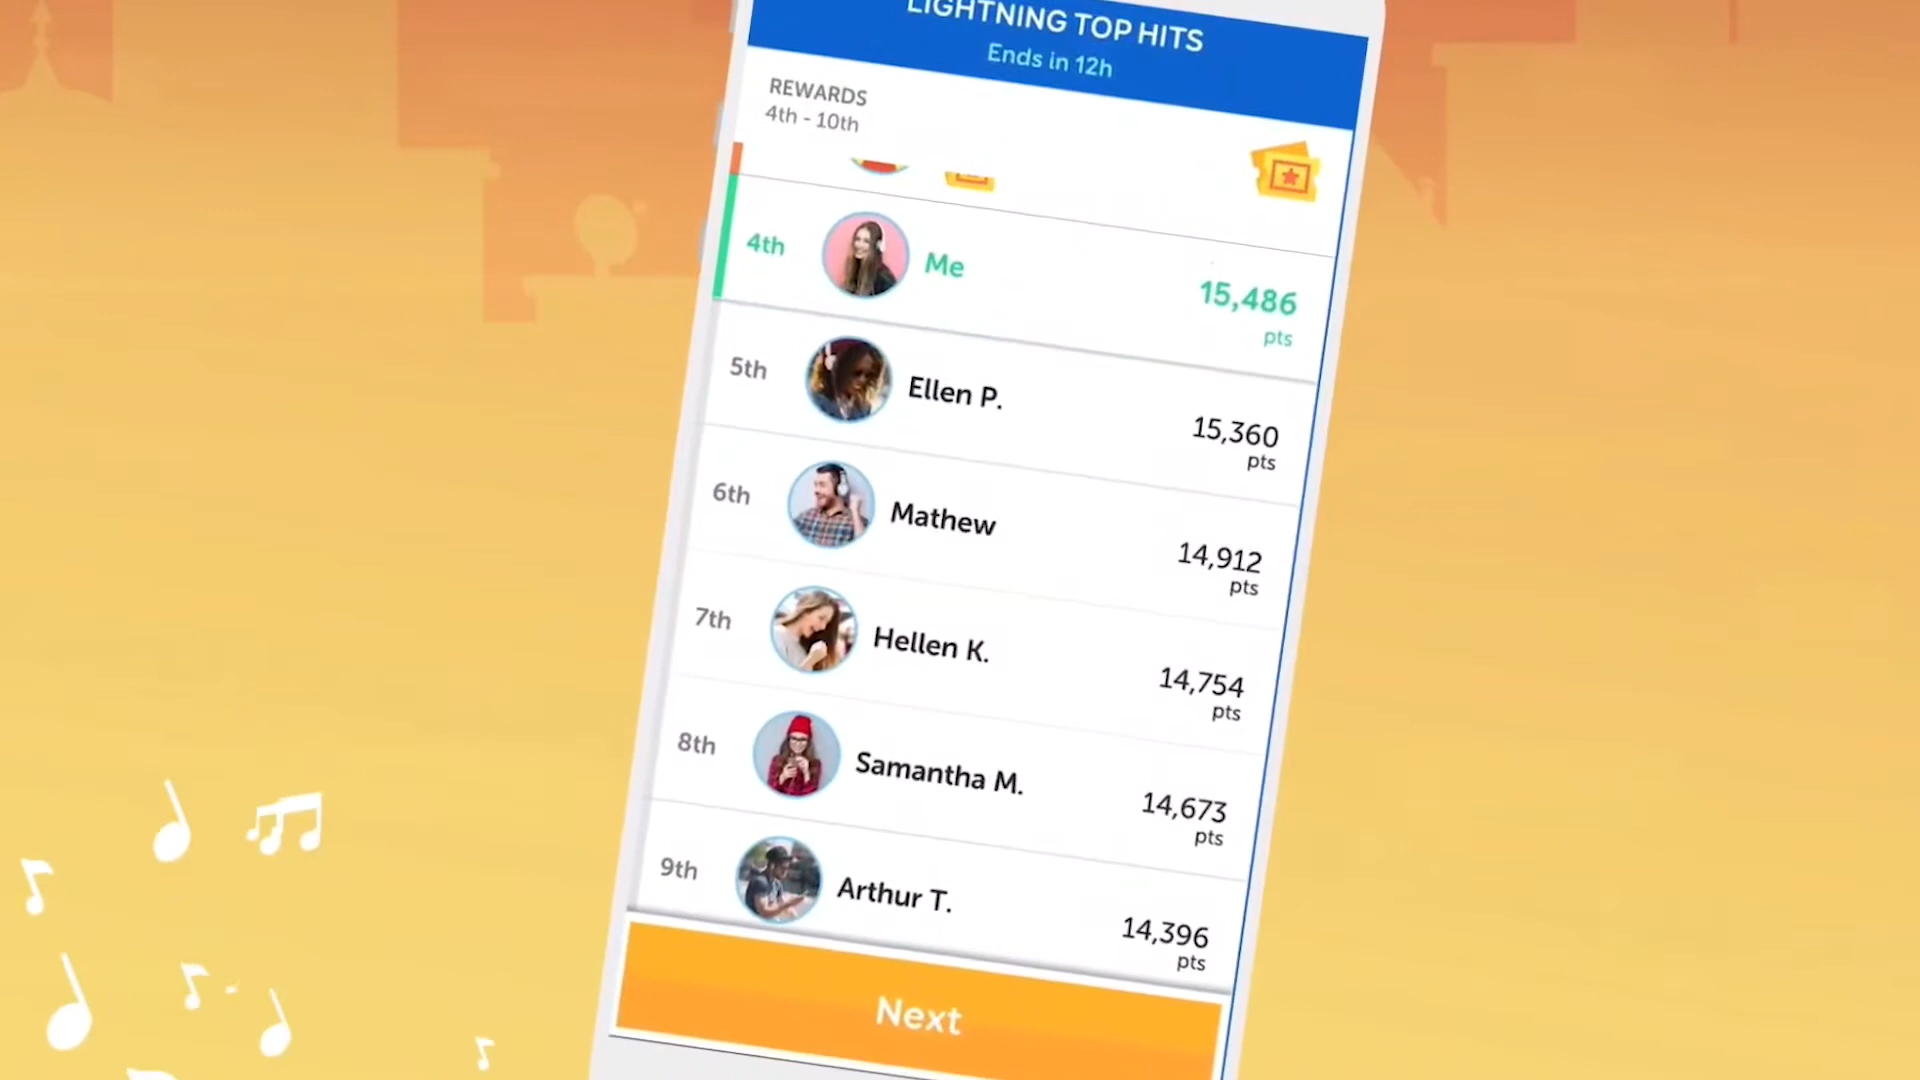 LIGHTNING TOP HITS
Ends in 12h
REWARDS
4th - 10th
4th Me 15,486 pts
5th Ellen P. 15,360 pts
6th Mathew 14,912 pts
7th Hellen K. 14,754 pts
8th Samantha M. 14,673 pts
9th Arthur T. 14,396 pts
Next